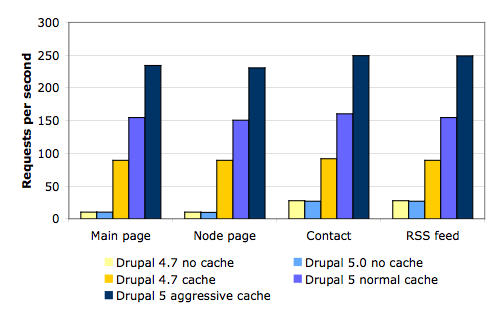 300
250
200
150
100
50
0
Requests per second
Main page Node page Contact RSS feed
Drupal 4.7 no cache Drupal 5.0 no cache
Drupal 4.7 cache Drupal 5 normal cache
Drupal 5 aggressive cache